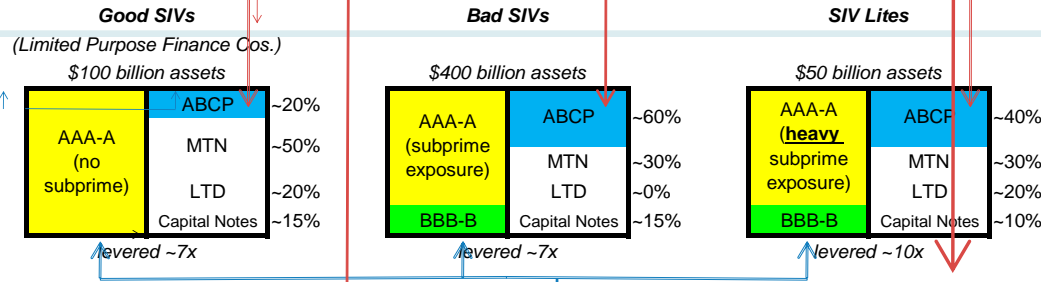 Good SIVs
(Limited Purpose Finance Cos.)
$100 billion assets
AAA-A
(no
subprime)
ABCP
~20%
MTN
~50%
LTD
~20%
Capital Notes
~15%
levered ~7x
Bad SIVs
$400 billion assets
AAA-A
(subprime
exposure)
BBB-B
ABCP
~60%
MTN
~30%
LTD
~0%
Capital Notes
~15%
levered ~7x
SIV Lites
$50 billion assets
AAA-A
(heavy
subprime
exposure)
BBB-B
ABCP
~40%
MTN
~30%
LTD
~20%
Capital Notes
~10%
levered ~10x